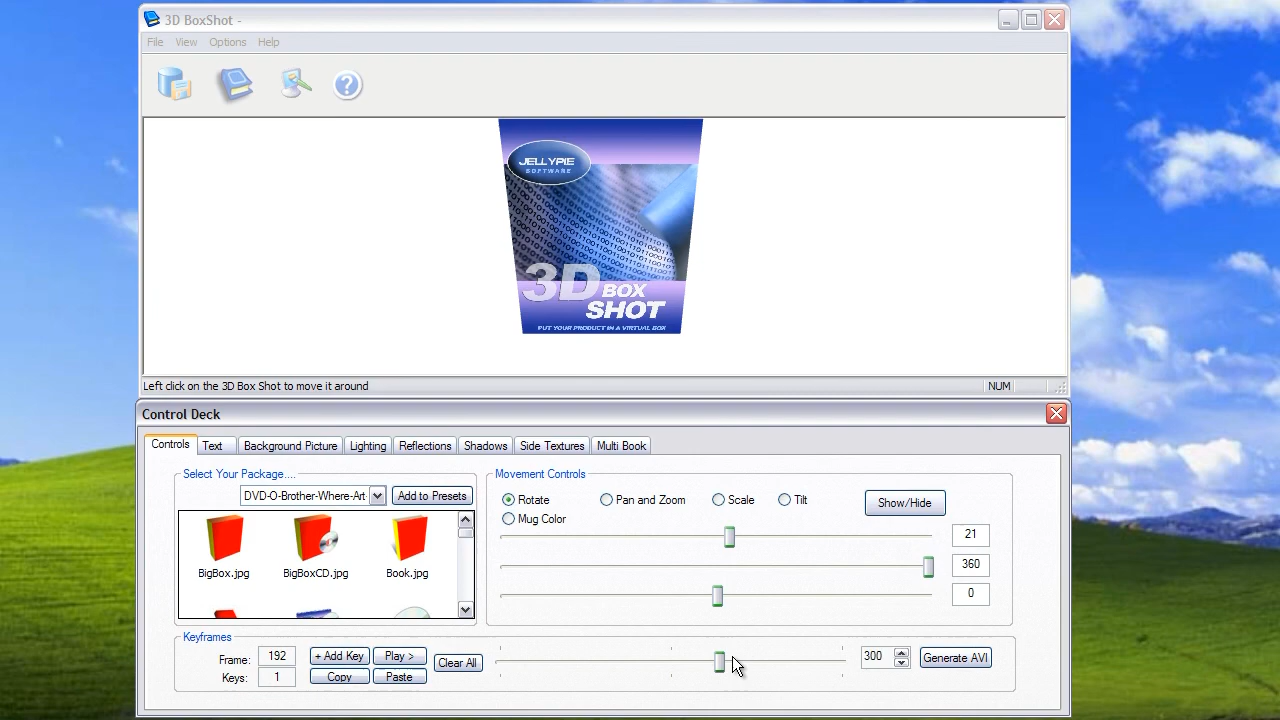 3D BoxShot -
File View Options Help
JELLYPIE
SOFTWARE
3D BOX
SHOT
PUT YOUR PRODUCT IN A VIRTUAL BOX
Left click on the 3D Box Shot to move it around NUM
Control Deck
Controls Text Background Picture Lighting Reflections Shadows Side Textures Multi Book
Select Your Package....
DVD-O-Brother-Where-Art Add to Presets
BigBox.jpg BigBoxCD.jpg Book.jpg
Movement Controls
Rotate Pan and Zoom Scale Tilt Show/Hide
Mug Color
21
360
0
Keyframes
Frame: 192 + Add Key Play > Clear All 300 Generate AVI
Keys: 1 Copy Paste